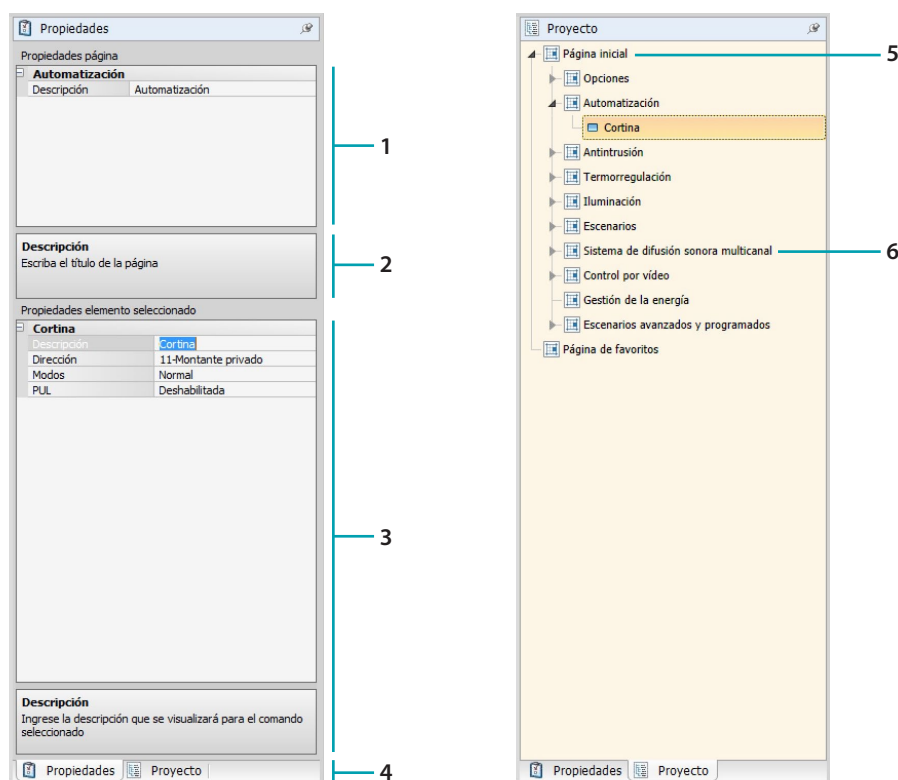 Propiedades
Propiedades página
Automatización
Descripción Automatización
1
Descripción
Escriba el título de la página
2
Propiedades elemento seleccionado
Cortina
Descripción Cortina
Dirección 11-Montante privado
Modos Normal
PUL Deshabilitada
3
Descripción
Ingrese la descripción que se visualizará para el comando
seleccionado
Propiedades Proyecto
4
Proyecto
Página inicial
5
Opciones
Automatización
Cortina
Antintrusión
Termorregulación
Iluminación
Escenarios
Sistema de difusión sonora multicanal
6
Control por vídeo
Gestión de la energía
Escenarios avanzados y programados
Página de favoritos
Propiedades Proyecto